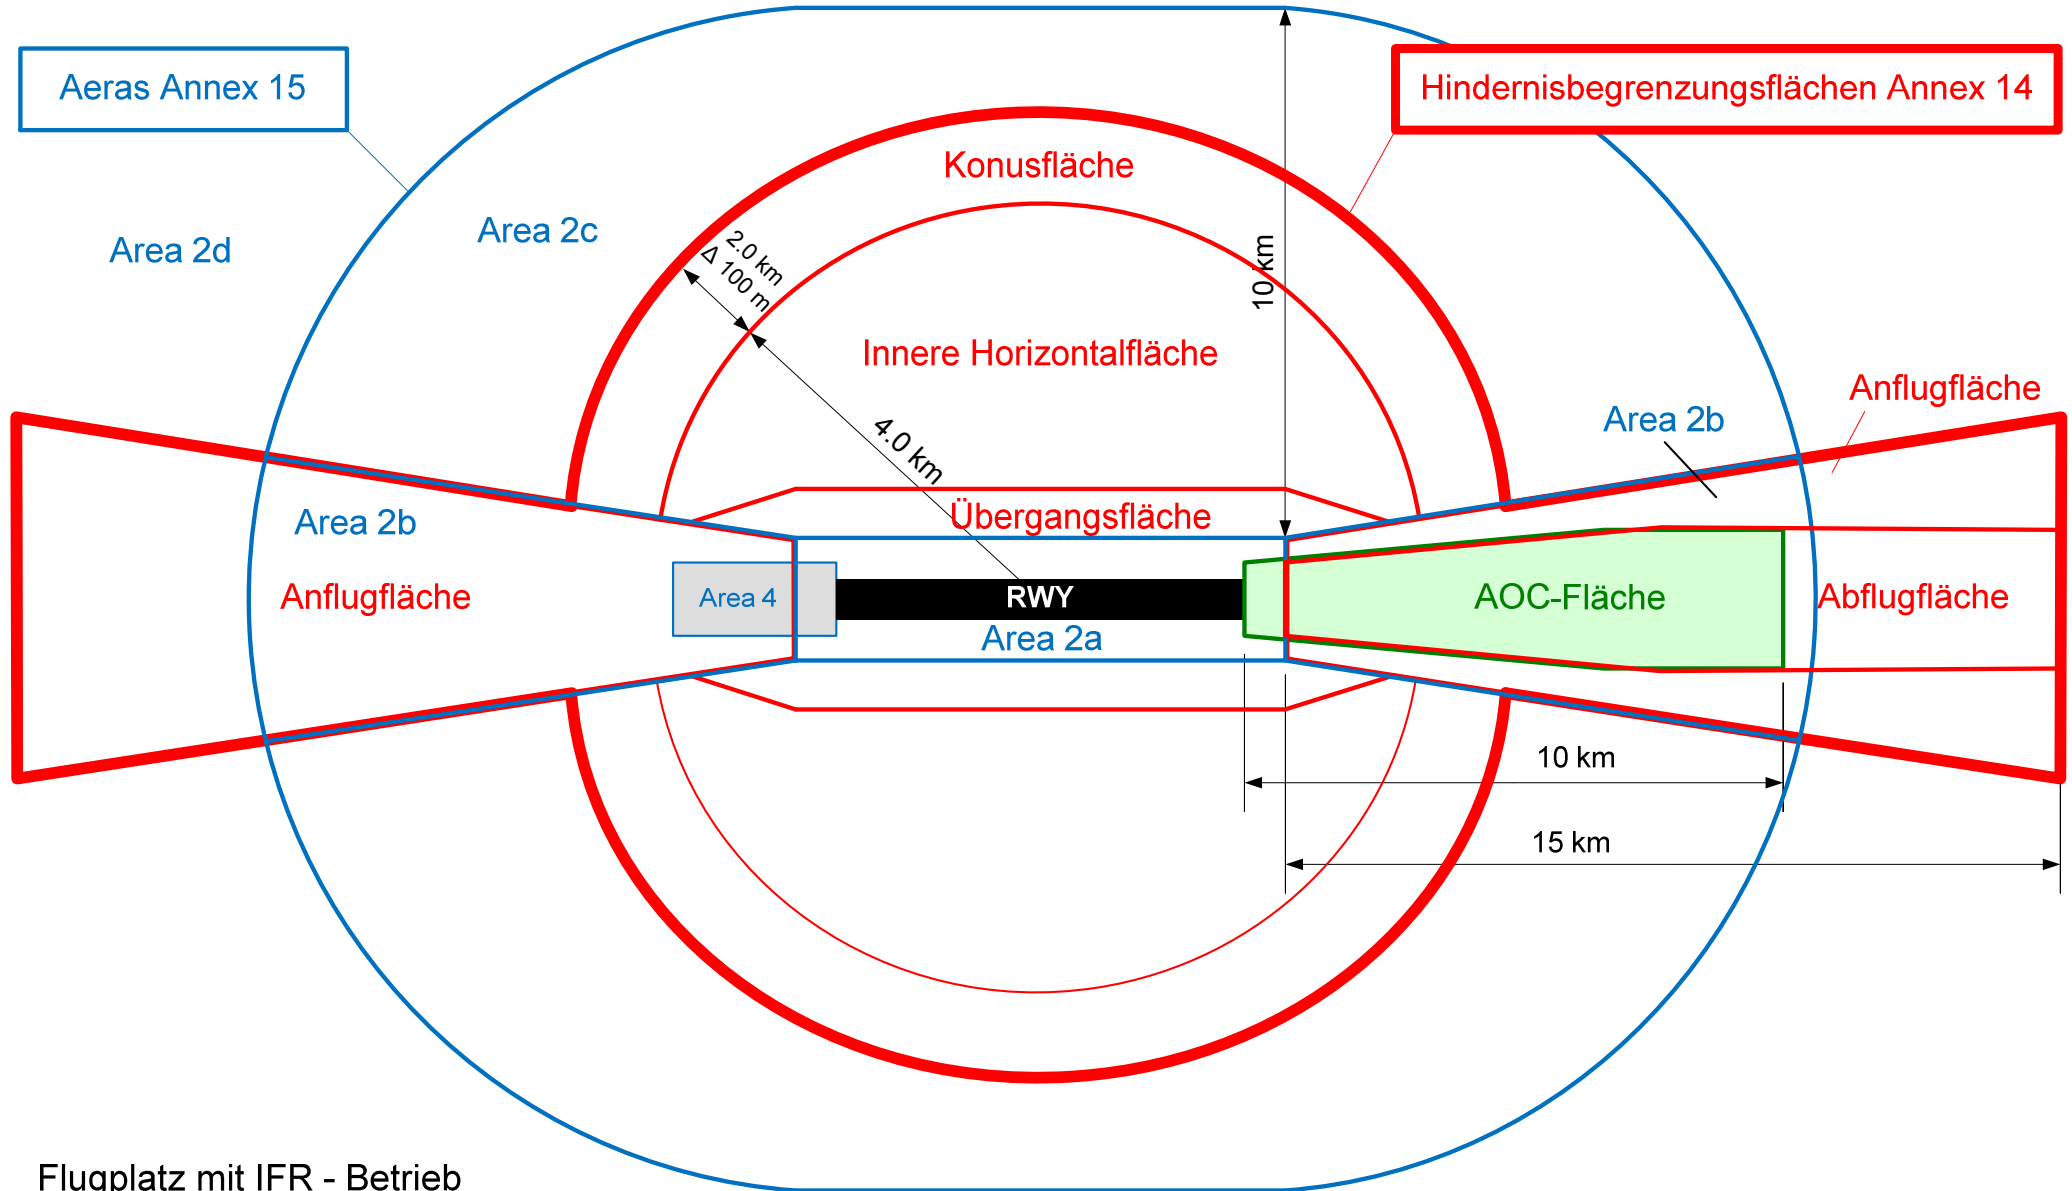 Aeras Annex 15
Hindernisbegrenzungsflächen Annex 14
Konusfläche
Area 2c
Area 2d
2.0 km
Δ 100 m
10 km
Innere Horizontalfläche
Anflugfläche
Area 2b
4.0 km
Übergangsfläche
Area 2b
Anflugfläche
Area 4
RWY
AOC-Fläche
Abflugfläche
Area 2a
10 km
15 km
Flugplatz mit IFR - Betrieb